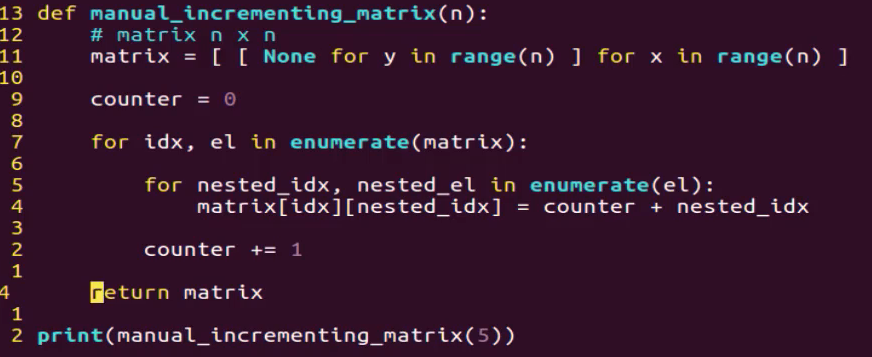 13 def manual_incrementing_matrix(n):
12     # matrix n x n
11     matrix = [ [ None for y in range(n) ] for x in range(n) ]
10
 9     counter = 0
 8
 7     for idx, el in enumerate(matrix):
 6
 5         for nested_idx, nested_el in enumerate(el):
 4             matrix[idx][nested_idx] = counter + nested_idx
 3
 2         counter += 1
 1
4      return matrix
 1
 2 print(manual_incrementing_matrix(5))